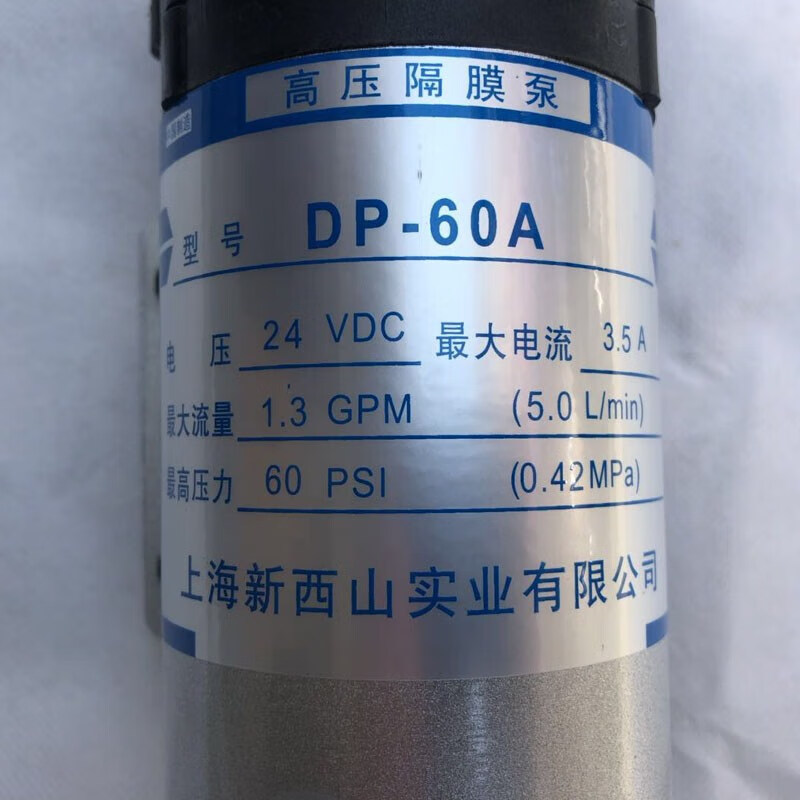 高压隔膜泵
型号 DP-60A
电压 24 VDC 最大电流 3.5A
最大流量 1.3 GPM (5.0 L/min)
最高压力 60 PSI (0.42MPa)
上海新西山实业有限公司